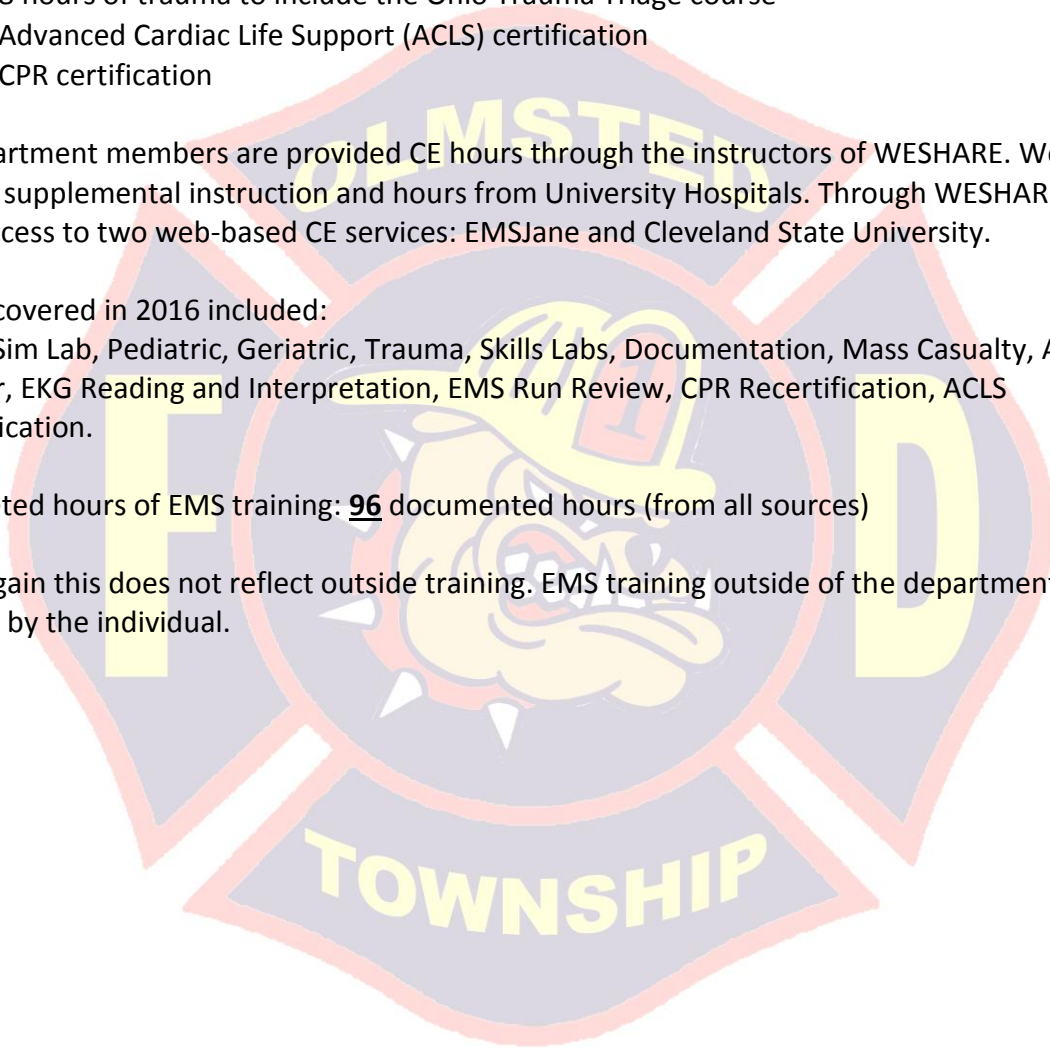 hours of trauma to include the Ohio Trauma Triage course
Advanced Cardiac Life Support (ACLS) certification
CPR certification
artment members are provided CE hours through the instructors of WESHARE. We
supplemental instruction and hours from University Hospitals. Through WESHAR
cess to two web-based CE services: EMSJane and Cleveland State University.
covered in 2016 included:
Sim Lab, Pediatric, Geriatric, Trauma, Skills Labs, Documentation, Mass Casualty, A
r, EKG Reading and Interpretation, EMS Run Review, CPR Recertification, ACLS
ication.
ted hours of EMS training: 96 documented hours (from all sources)
gain this does not reflect outside training. EMS training outside of the department
by the individual.
OLMSTED
1
F D
TOWNSHIP